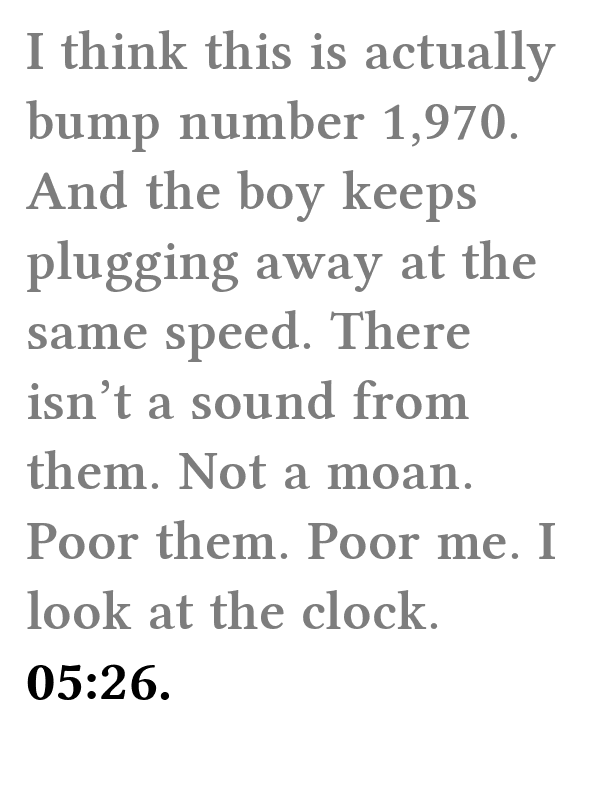 I think this is actually
bump number 1,970.
And the boy keeps
plugging away at the
same speed. There
isn’t a sound from
them. Not a moan.
Poor them. Poor me. I
look at the clock.
05:26.